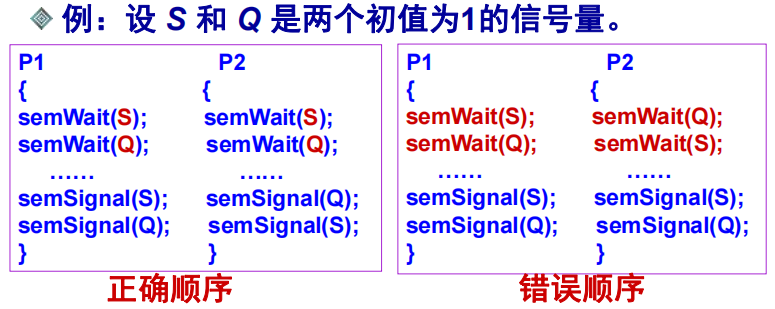 例：设 S 和 Q 是两个初值为1的信号量。
P1 P2
{ {
semWait(S); semWait(S);
semWait(Q); semWait(Q);
…… ……
semSignal(S); semSignal(Q);
semSignal(Q); semSignal(S);
} }
正确顺序
P1 P2
{ {
semWait(S); semWait(Q);
semWait(Q); semWait(S);
…… ……
semSignal(S); semSignal(S);
semSignal(Q); semSignal(Q);
} }
错误顺序